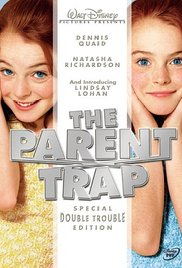 WALT DISNEY
PICTURES PRESENTS
DENNIS
QUAID
NATASHA
RICHARDSON
And Introducing
LINDSAY
LOHAN
THE
PARENT
TRAP
SPECIAL
DOUBLE TROUBLE
EDITION
DVD